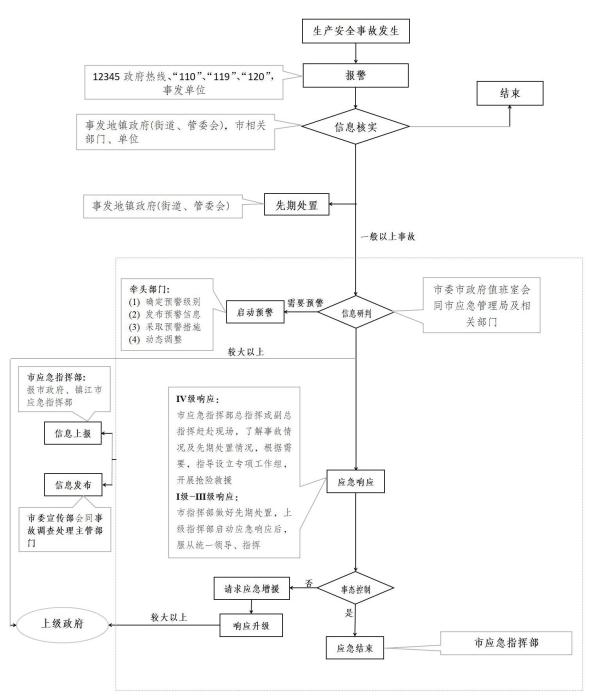 生产安全事故发生
12345 政府热线、“110”、“119”、“120”，
事发单位
报警
结束
事发地镇政府(街道、管委会)，市相关
部门、单位
信息核实
事发地镇政府(街道、管委会)
先期处置
一般以上事故
牵头部门：
(1) 确定预警级别
(2) 发布预警信息
(3) 采取预警措施
(4) 动态调整
启动预警
需要预警
信息研判
市委市政府值班室会
同市应急管理局及相
关部门
较大以上
市应急指挥部：
报市政府、镇江市
应急指挥部
信息上报
信息发布
市委宣传部会同事
故调查处理主管部
门
IV级响应：
市应急指挥部总指挥或副总
指挥赶赴现场，了解事故情
况及先期处置情况，根据需
要，指导设立专项工作组，
开展抢险救援
I级-III级响应：
市指挥部做好先期处置，上
级指挥部启动应急响应后，
服从统一领导、指挥
应急响应
请求应急增援
否
事态控制
是
上级政府
较大以上
响应升级
应急结束
市应急指挥部